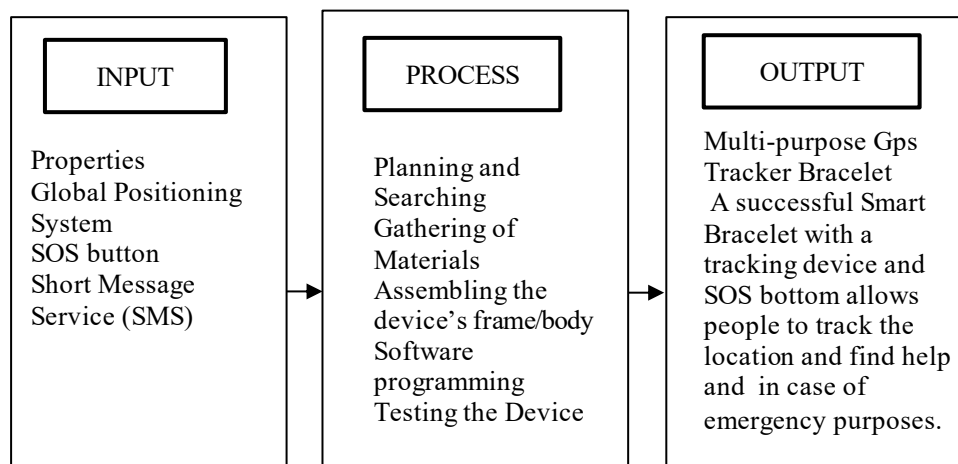 INPUT
Properties
Global Positioning
System
SOS button
Short Message
Service (SMS)
PROCESS
Planning and
Searching
Gathering of
Materials
Assembling the
device's frame/body
Software
programming
Testing the Device
OUTPUT
Multi-purpose Gps
Tracker Bracelet
A successful Smart
Bracelet with a
tracking device and
SOS bottom allows
people to track the
location and find help
and in case of
emergency purposes.